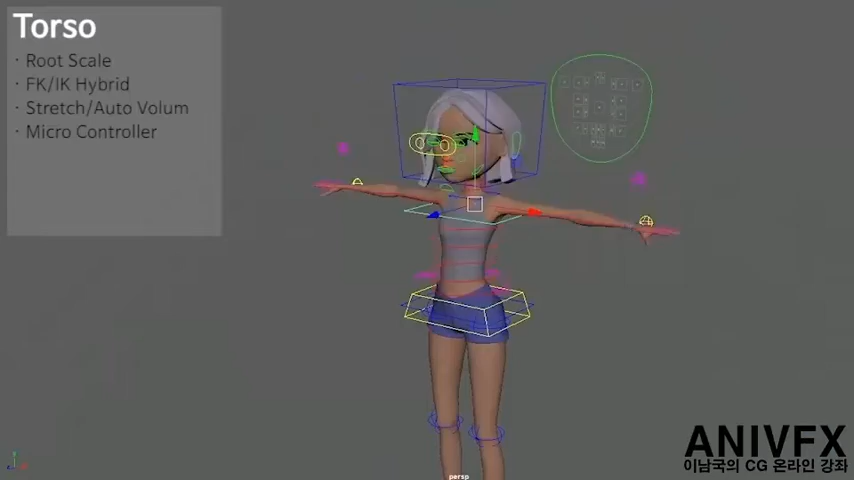 Torso
· Root Scale
· FK/IK Hybrid
· Stretch/Auto Volum
· Micro Controller
persp
ANIVFX
이남국의 CG 온라인 강좌